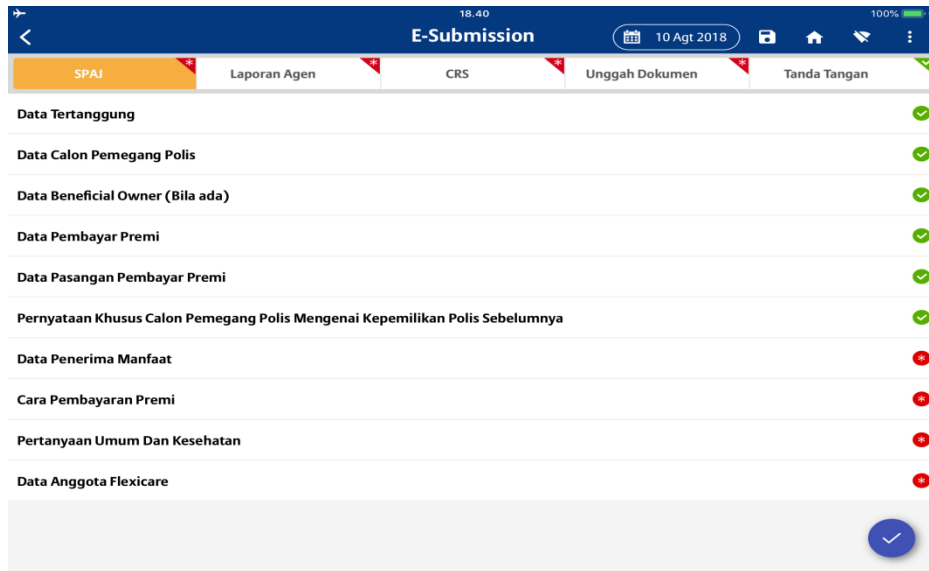 18.40
100%
E-Submission
10 Agt 2018
SPAJ
Laporan Agen
CRS
Unggah Dokumen
Tanda Tangan
Data Tertanggung
Data Calon Pemegang Polis
Data Beneficial Owner (Bila ada)
Data Pembayar Premi
Data Pasangan Pembayar Premi
Pernyataan Khusus Calon Pemegang Polis Mengenai Kepemilikan Polis Sebelumnya
Data Penerima Manfaat
Cara Pembayaran Premi
Pertanyaan Umum Dan Kesehatan
Data Anggota Flexicare